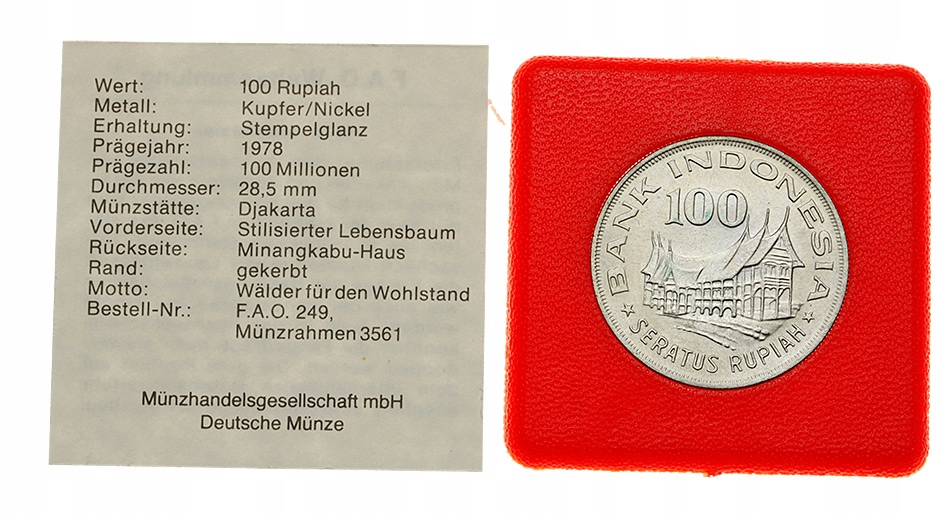 Wert: 100 Rupiah
Metall: Kupfer/Nickel
Erhaltung: Stempelglanz
Prägejahr: 1978
Prägezahl: 100 Millionen
Durchmesser: 28,5 mm
Münzstätte: Djakarta
Vorderseite: Stilisierter Lebensbaum
Rückseite: Minangkabu-Haus
Rand: gekerbt
Motto: Wälder für den Wohlstand
Bestell-Nr.: F.A.O. 249,
Münzrahmen 3561
Münzhandelsgesellschaft mbH
Deutsche Münze
BANK INDONESIA
100
SERATUS RUPIAH